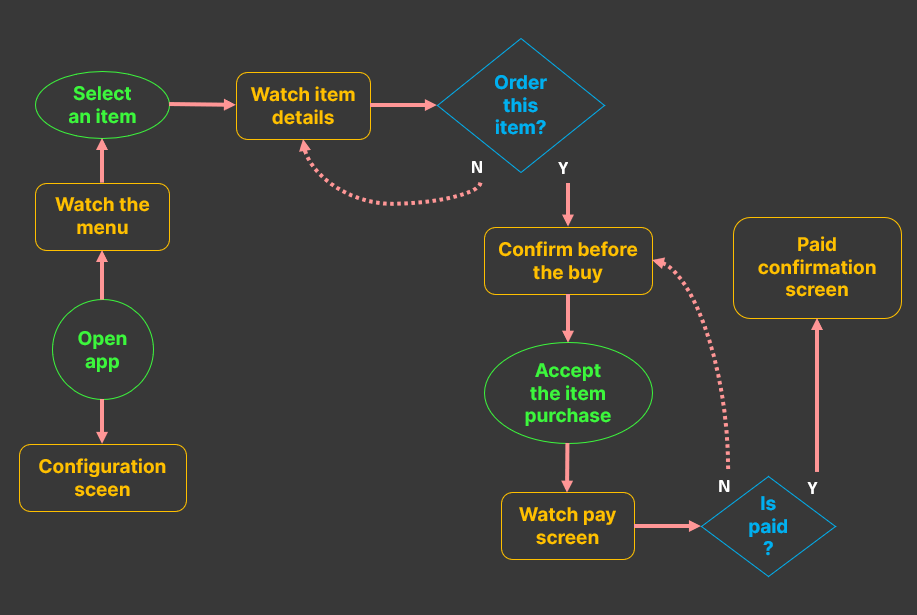 Select
an item
Watch item
details
Order
this
item?
N
Y
Watch the
menu
Confirm before
the buy
Paid
confirmation
screen
Open
app
Accept
the item
purchase
Configuration
sceen
Watch pay
screen
N
Y
Is
paid
?